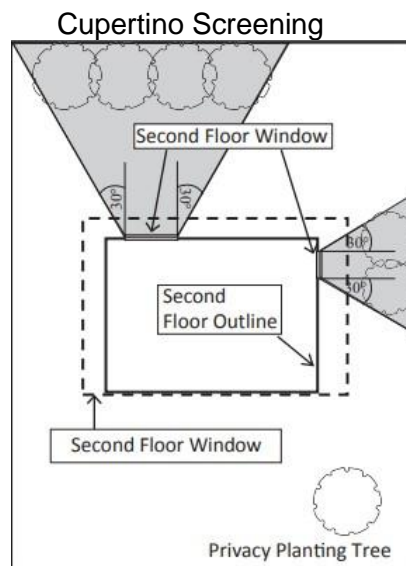 Cupertino Screening
Second Floor Window
30°
30°
30°
30°
Second
Floor Outline
Second Floor Window
Privacy Planting Tree